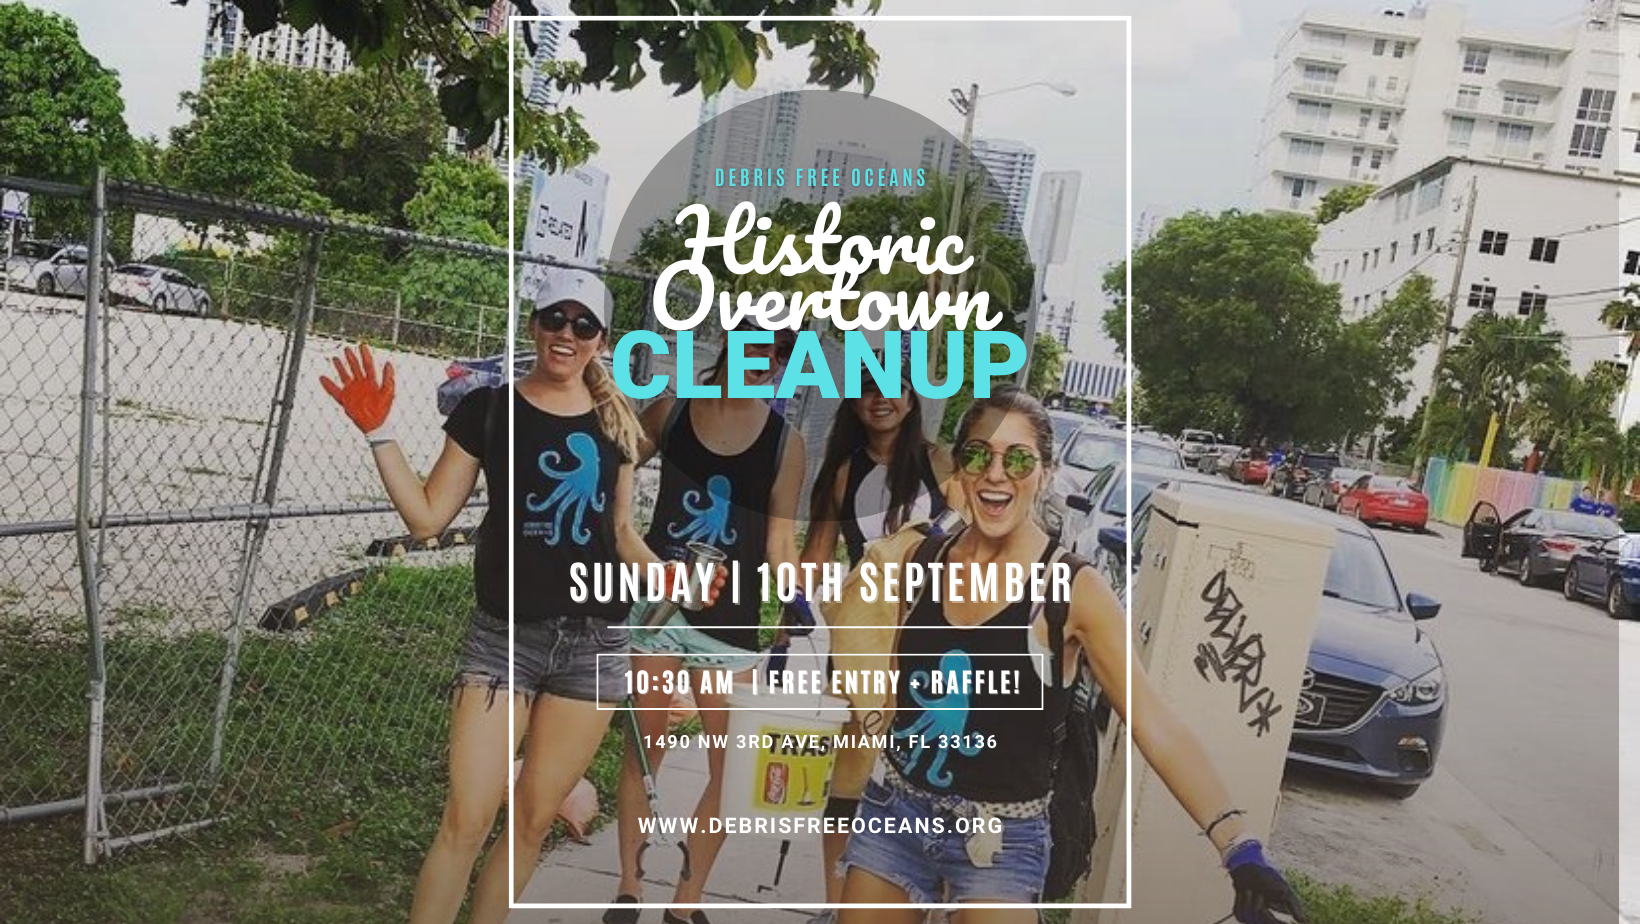 DEBRIS FREE OCEANS
Historic
Overtown
CLEANUP
SUNDAY | 10TH SEPTEMBER
10:30 AM | FREE ENTRY + RAFFLE!
1490 NW 3RD AVE, MIAMI, FL 33136
TRAS
WWW.DEBRISFREEOCEANS.ORG